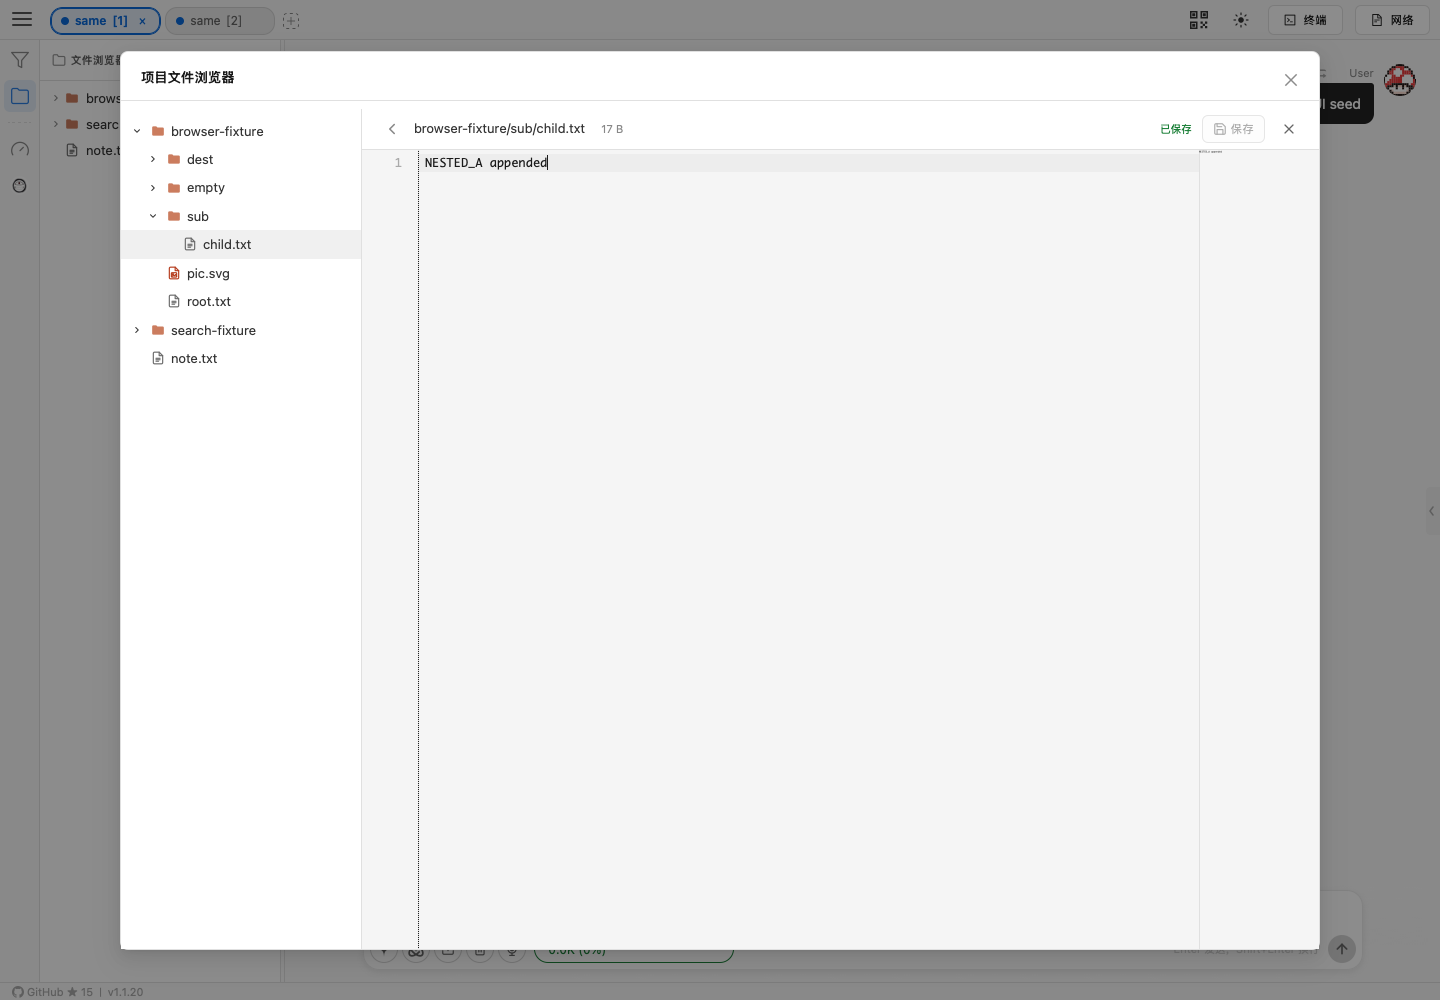 same [1] ×
same [2]
终端
网络
文件浏览器
brows
searc
note.t
User
seed
项目文件浏览器
browser-fixture
dest
empty
sub
child.txt
pic.svg
root.txt
search-fixture
note.txt
browser-fixture/sub/child.txt
17 B
已保存
保存
1
NESTED_A appended
GitHub ★ 15 | v1.1.20